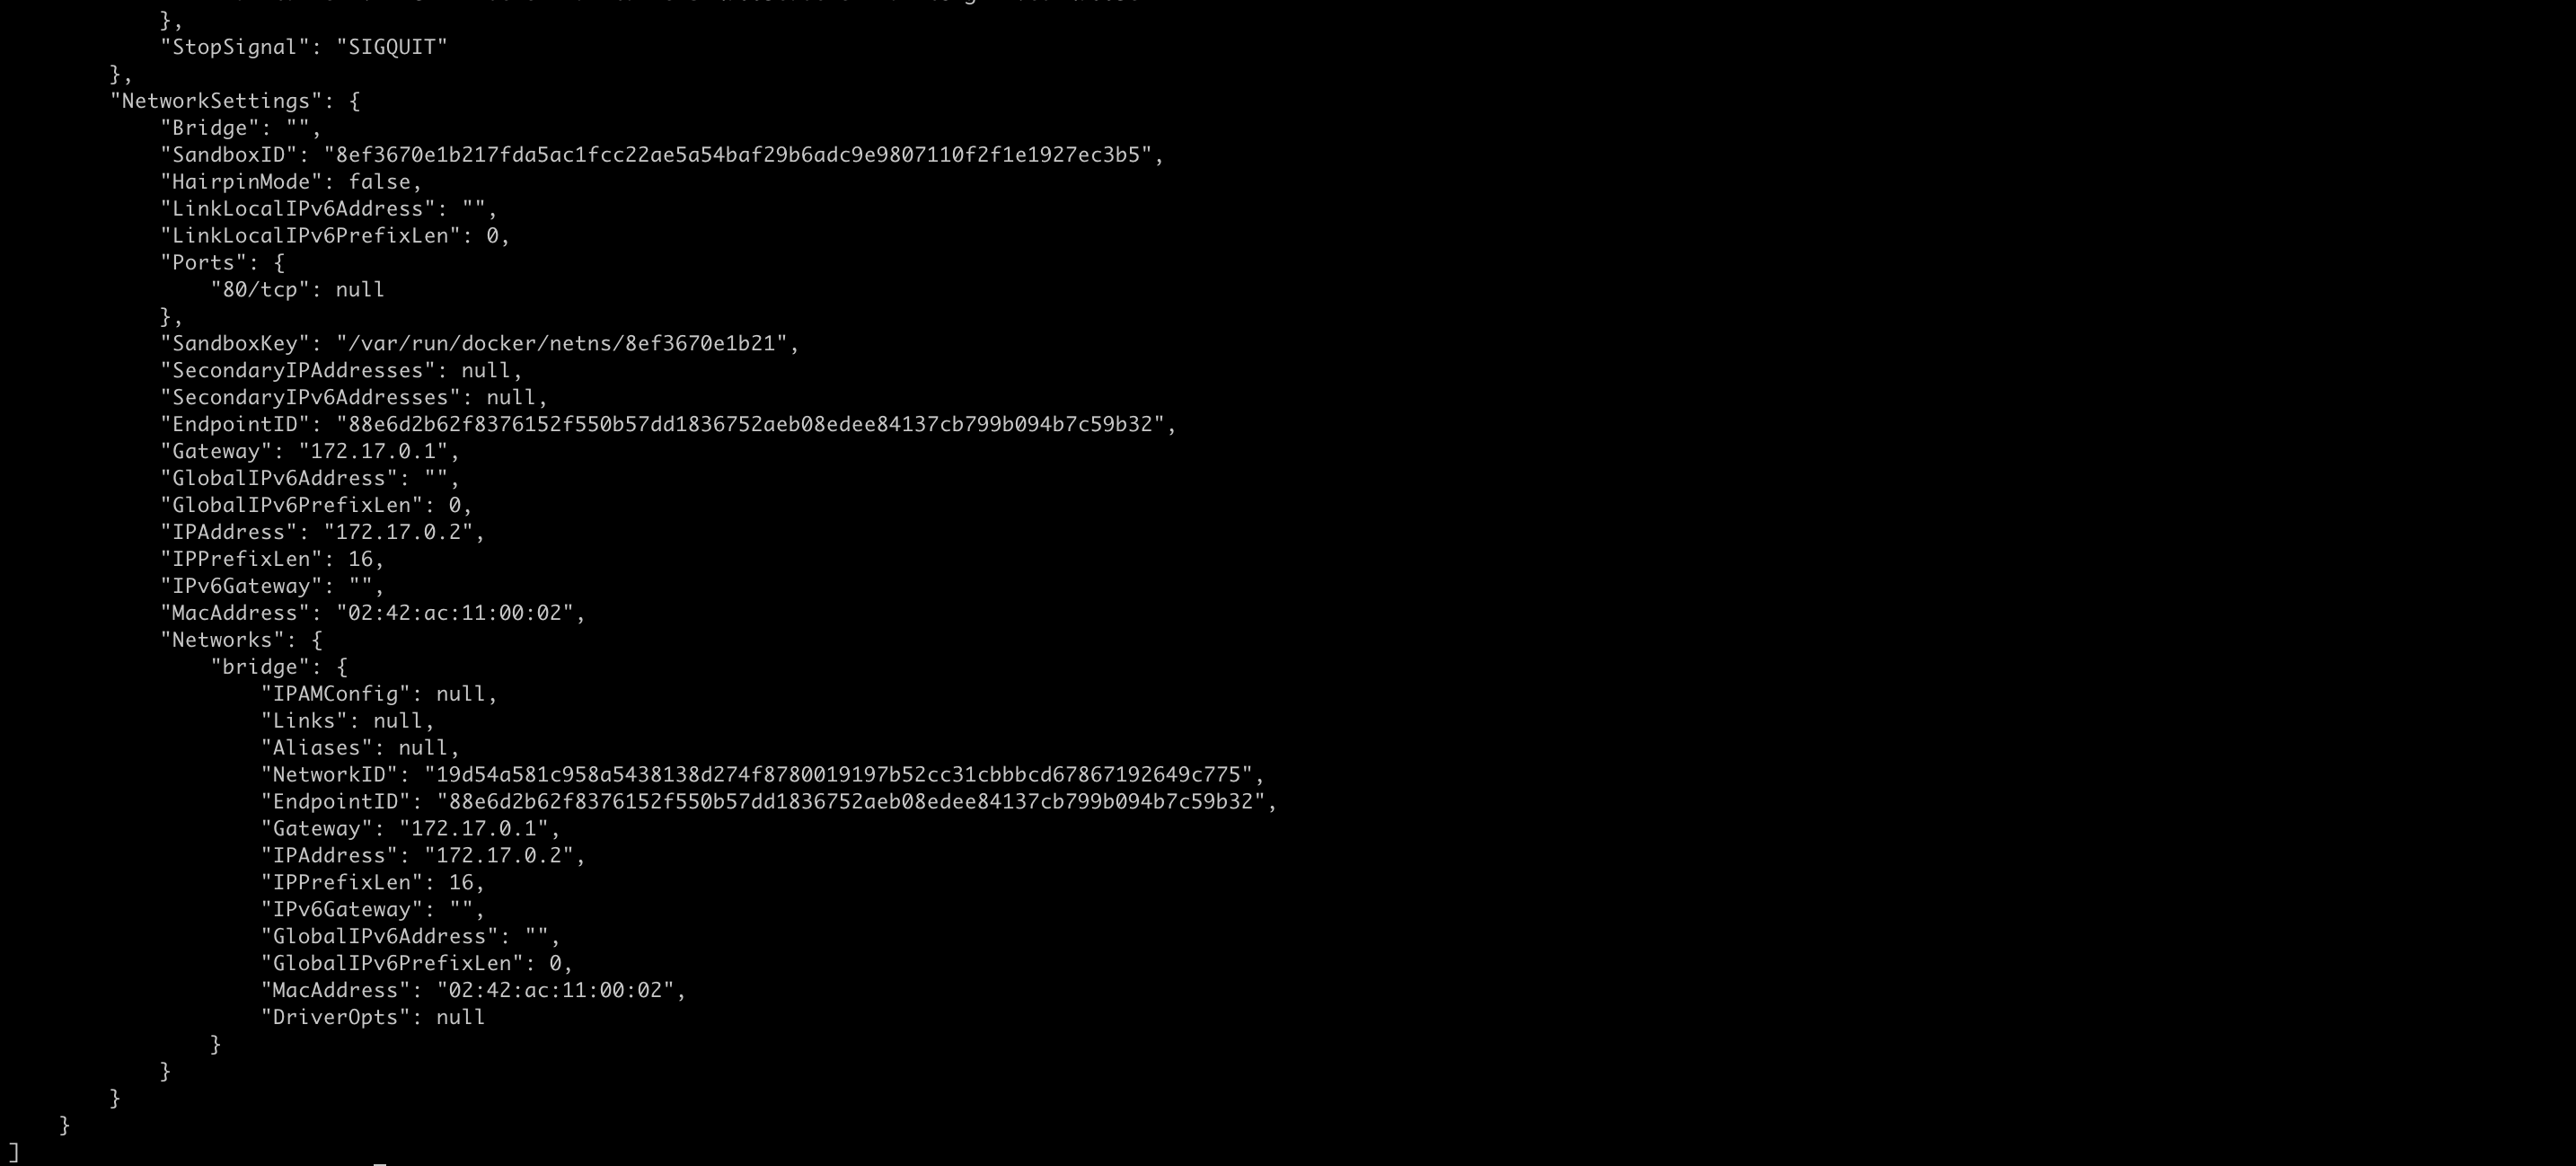 },
            "StopSignal": "SIGQUIT"
        },
        "NetworkSettings": {
            "Bridge": "",
            "SandboxID": "8ef3670e1b217fda5ac1fcc22ae5a54baf29b6adc9e9807110f2f1e1927ec3b5",
            "HairpinMode": false,
            "LinkLocalIPv6Address": "",
            "LinkLocalIPv6PrefixLen": 0,
            "Ports": {
                "80/tcp": null
            },
            "SandboxKey": "/var/run/docker/netns/8ef3670e1b21",
            "SecondaryIPAddresses": null,
            "SecondaryIPv6Addresses": null,
            "EndpointID": "88e6d2b62f8376152f550b57dd1836752aeb08edee84137cb799b094b7c59b32",
            "Gateway": "172.17.0.1",
            "GlobalIPv6Address": "",
            "GlobalIPv6PrefixLen": 0,
            "IPAddress": "172.17.0.2",
            "IPPrefixLen": 16,
            "IPv6Gateway": "",
            "MacAddress": "02:42:ac:11:00:02",
            "Networks": {
                "bridge": {
                    "IPAMConfig": null,
                    "Links": null,
                    "Aliases": null,
                    "NetworkID": "19d54a581c958a5438138d274f8780019197b52cc31cbbbcd67867192649c775",
                    "EndpointID": "88e6d2b62f8376152f550b57dd1836752aeb08edee84137cb799b094b7c59b32",
                    "Gateway": "172.17.0.1",
                    "IPAddress": "172.17.0.2",
                    "IPPrefixLen": 16,
                    "IPv6Gateway": "",
                    "GlobalIPv6Address": "",
                    "GlobalIPv6PrefixLen": 0,
                    "MacAddress": "02:42:ac:11:00:02",
                    "DriverOpts": null
                }
            }
        }
    }
]